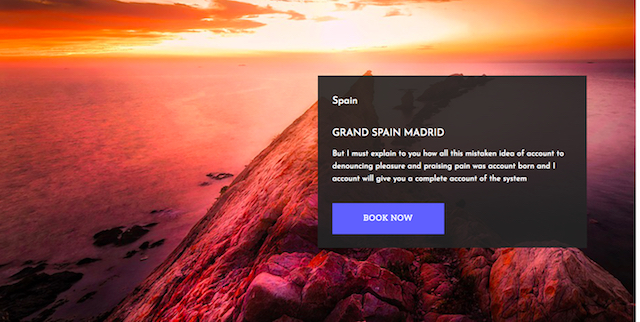 Spain
GRAND SPAIN MADRID
But I must explain to you how all this mistaken idea of account to
denouncing pleasure and praising pain was account born and I
account will give you a complete account of the system
BOOK NOW